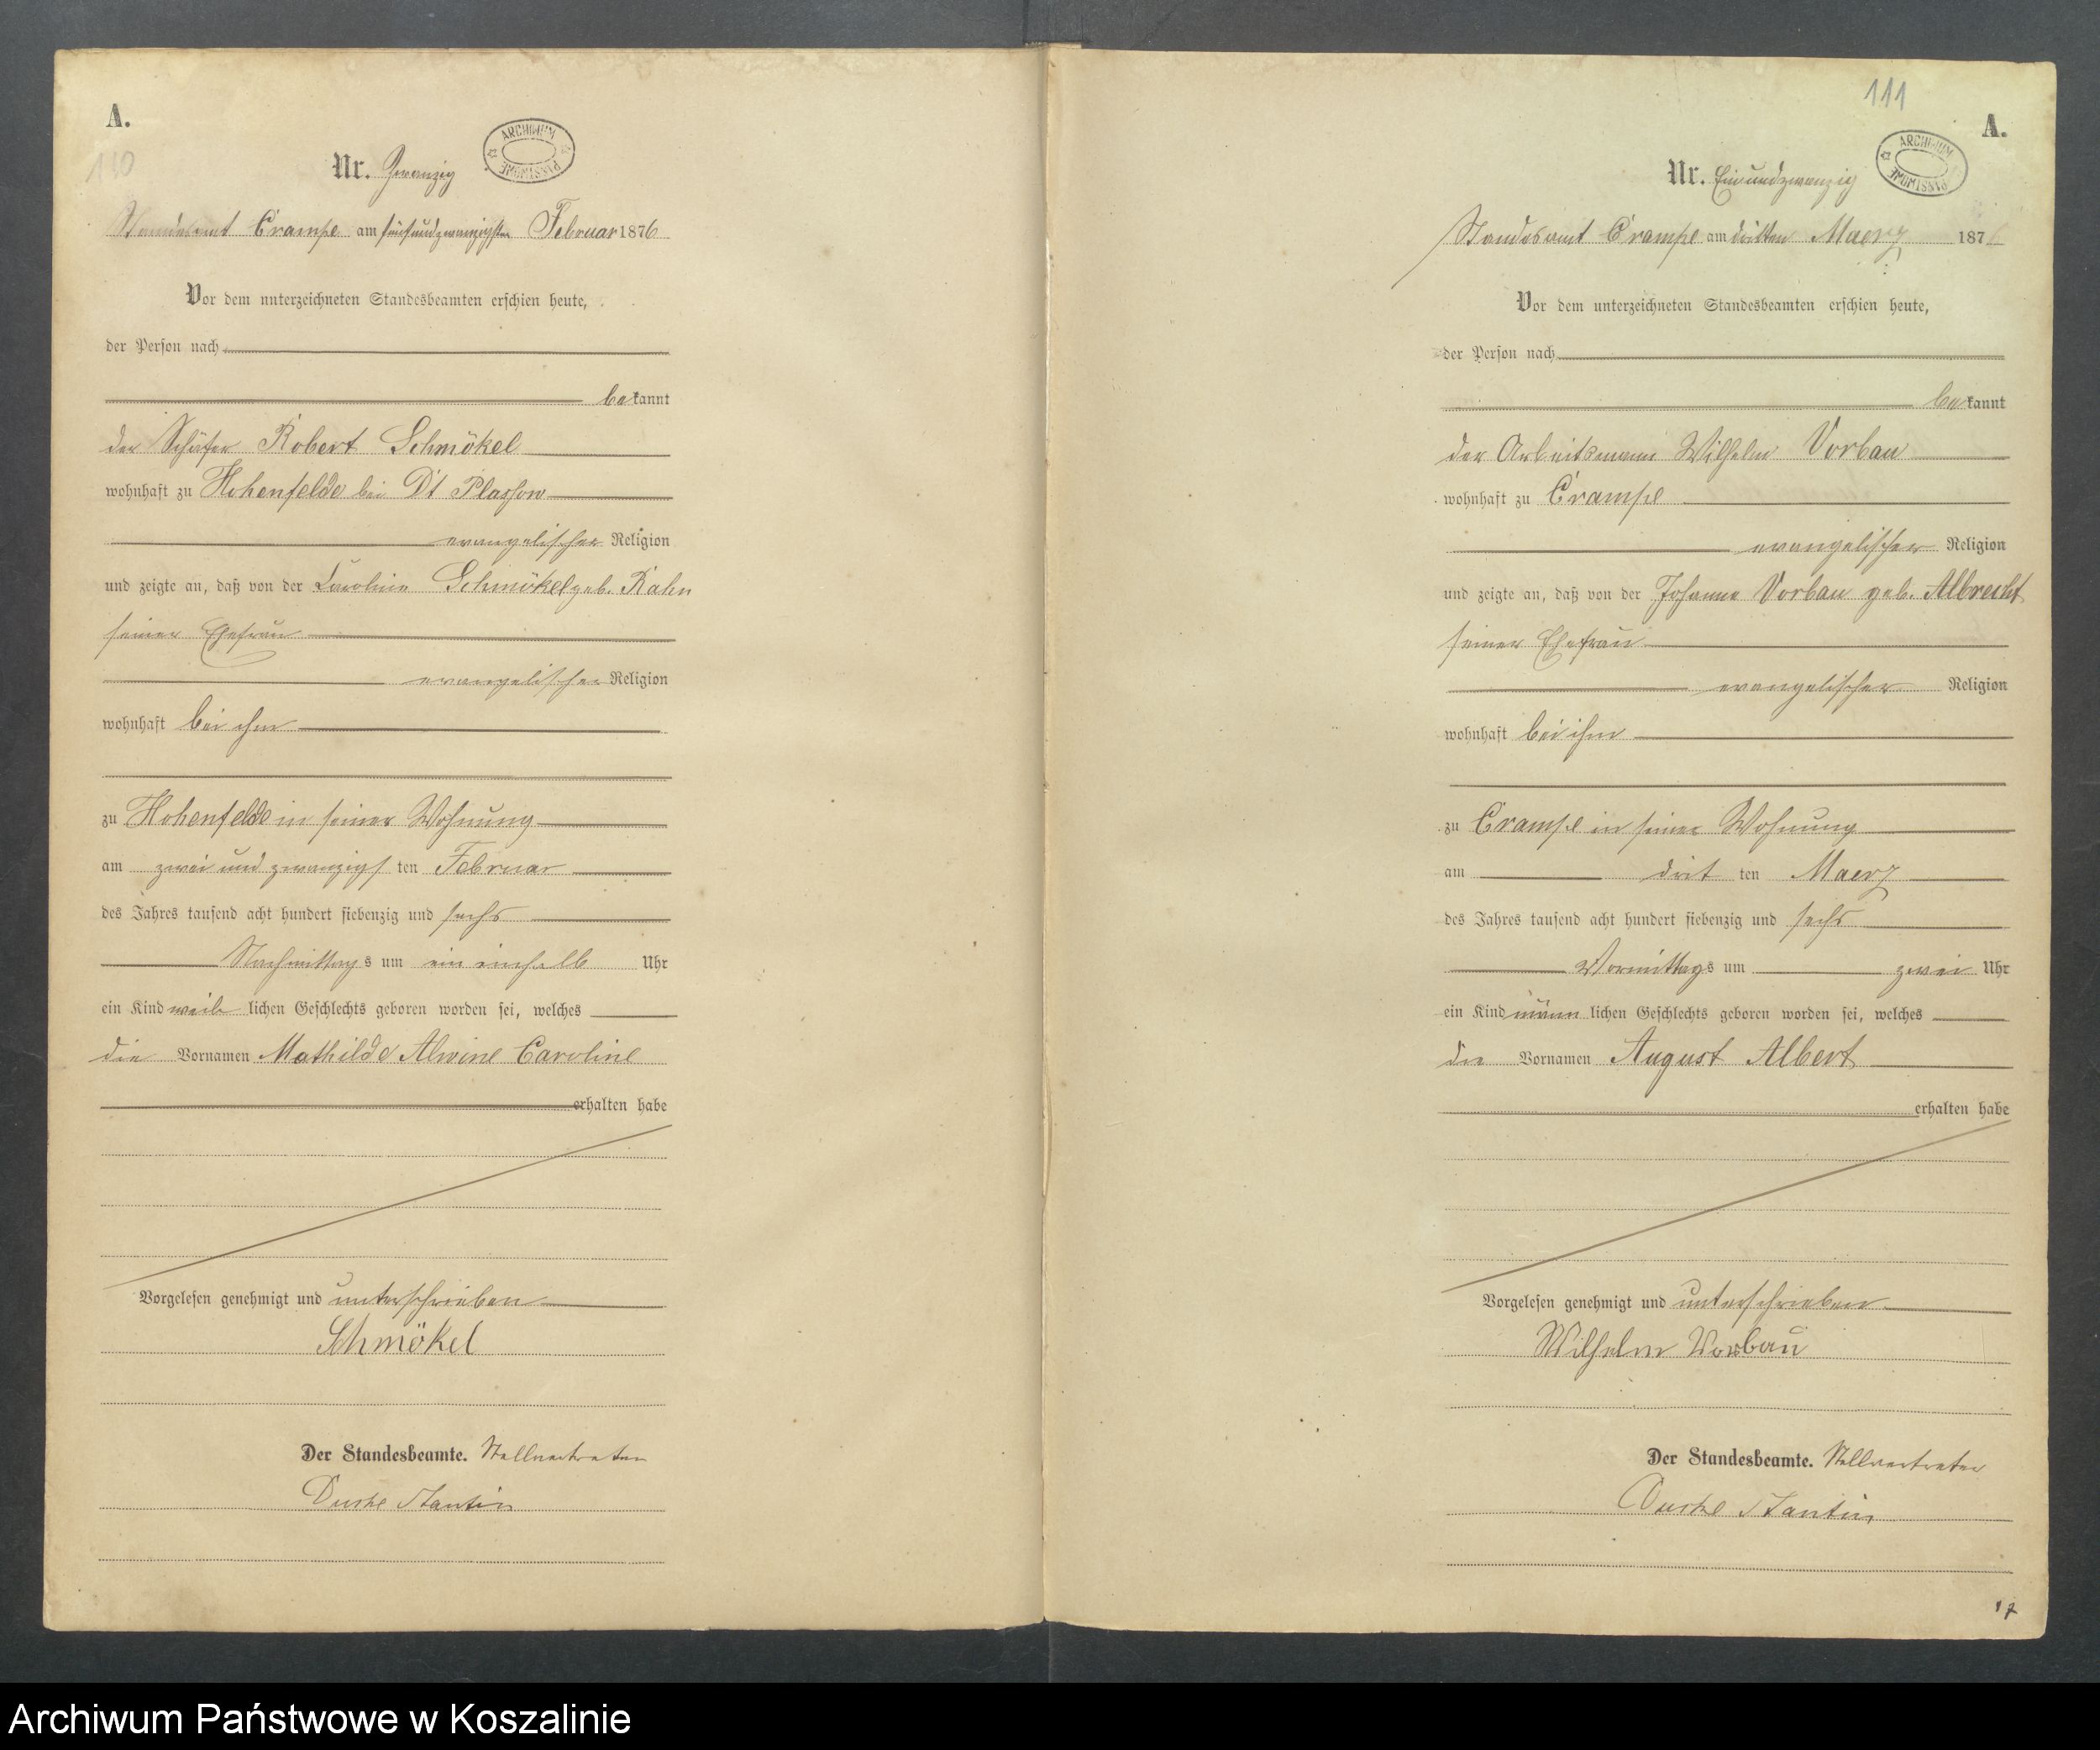 A.
110
Nr. Zwanzig
ARCHIWUM PAŃSTWOWE
Standesamt Crampe am fünfundzwanzigsten Februar 1876
Vor dem unterzeichneten Standesbeamten erschien heute,
der Person nach
bekannt
der Schäfer Robert Schmökel
wohnhaft zu Hohenfelde bei Dt Plassow
evangelischer Religion
und zeigte an, daß von der Caroline Schmökel geb. Rahn
seiner Ehefrau
evangelischer Religion
wohnhaft bei ihm
zu Hohenfelde in seiner Wohnung
am zwei und zwanzigsten Februar
des Jahres tausend acht hundert siebenzig und sechs
Nachmittags um ein einhalb Uhr
ein Kind weiblichen Geschlechts geboren worden sei, welches
die Vornamen Mathilde Alwine Caroline
erhalten habe
Vorgelesen genehmigt und unterschrieben
Schmökel
Der Standesbeamte. Stellvertreter
111
A.
Nr. Einundzwanzig
ARCHIWUM PAŃSTWOWE
Standesamt Crampe am dritten Maerz 1876
Vor dem unterzeichneten Standesbeamten erschien heute,
der Person nach
bekannt
der Arbeitsmann Wilhelm Vorbau
wohnhaft zu Crampe
evangelischer Religion
und zeigte an, daß von der Johanne Vorbau geb. Albrecht
seiner Ehefrau
evangelischer Religion
wohnhaft bei ihm
zu Crampe in seiner Wohnung
am dritten Maerz
des Jahres tausend acht hundert siebenzig und sechs
Vormittags um zwei Uhr
ein Kind männlichen Geschlechts geboren worden sei, welches
die Vornamen August Albert
erhalten habe
Vorgelesen genehmigt und unterschrieben
Wilhelm Vorbau
Der Standesbeamte. Stellvertreter
17
Archiwum Państwowe w Koszalinie